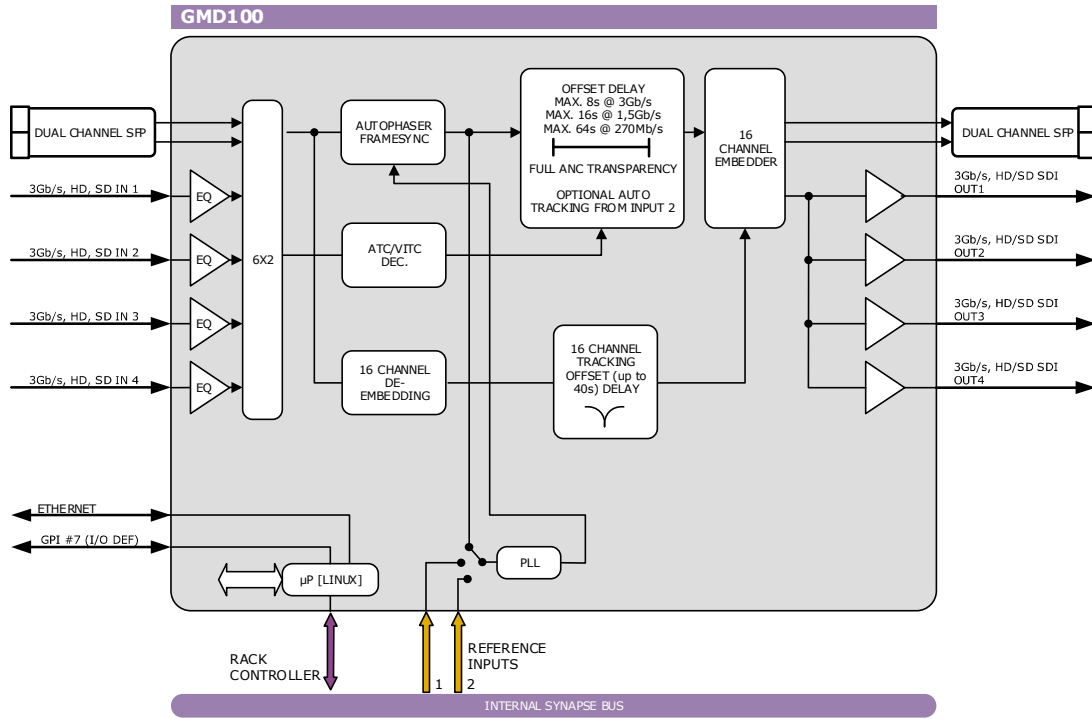 GMD100
DUAL CHANNEL SFP
3Gb/s, HD, SD IN 1
3Gb/s, HD, SD IN 2
3Gb/s, HD, SD IN 3
3Gb/s, HD, SD IN 4
EQ
EQ
EQ
EQ
6X2
AUTOPHASER
FRAMESYNC
ATC/VITC
DEC.
16 CHANNEL
DE-
EMBEDDING
OFFSET DELAY
MAX. 8s @ 3Gb/s
MAX. 16s @ 1,5Gb/s
MAX. 64s @ 270Mb/s
FULL ANC TRANSPARENCY
OPTIONAL AUTO
TRACKING FROM INPUT 2
16 CHANNEL
TRACKING
OFFSET (up to
40s) DELAY
16
CHANNEL
EMBEDDER
DUAL CHANNEL SFP
3Gb/s, HD/SD SDI
OUT1
3Gb/s, HD/SD SDI
OUT2
3Gb/s, HD/SD SDI
OUT3
3Gb/s, HD/SD SDI
OUT4
ETHERNET
GPI #7 (I/O DEF)
µP [LINUX]
PLL
RACK
CONTROLLER
1
2
REFERENCE
INPUTS
INTERNAL SYNAPSE BUS